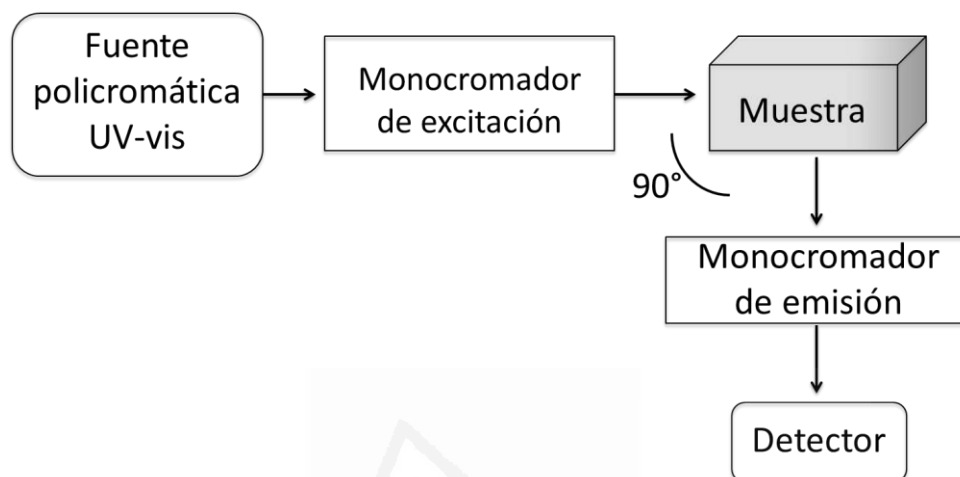 Fuente
policromática
UV-vis
Monocromador
de excitación
Muestra
90°
Monocromador
de emisión
Detector